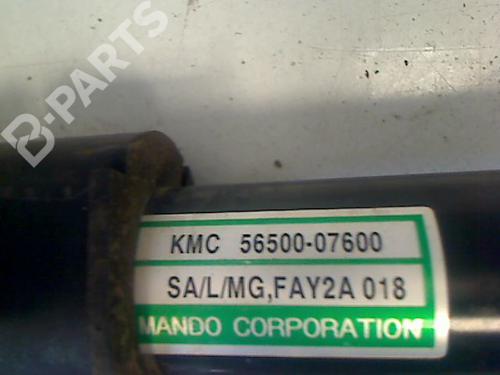 B-PARTS
KMC 56500-07600
SA/L/MG,FAY2A 018
MANDO CORPORATION